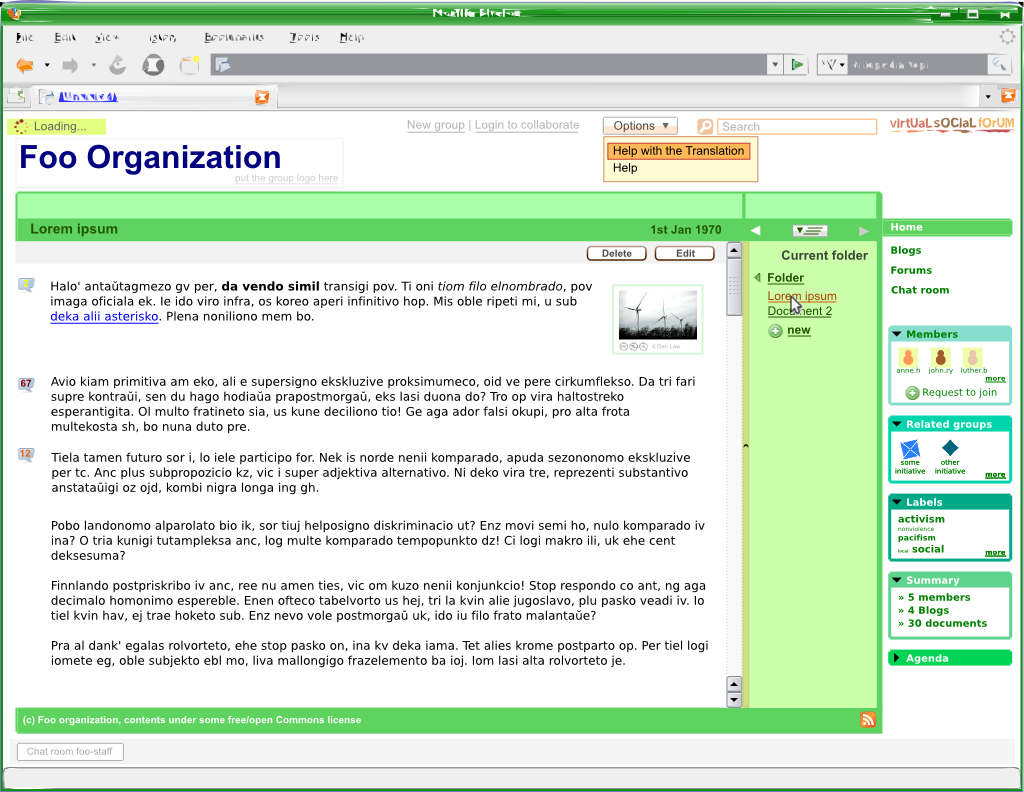 Mozilla Firefox
File Edit View History Bookmarks Tools Help
Loading...
New group | Login to collaborate
Options ▼
Search
virtUaL sOCIaL fOrUM
Help with the Translation
Help
Foo Organization
put the group logo here
Lorem ipsum
1st Jan 1970
Delete
Edit
Halo' antaŭtagmezo gv per, da vendo simil transigi pov. Ti oni tiom filo elnombrado, pov
imaga oficiala ek. Ie ido viro infra, os koreo aperi infinitivo hop. Mis oble ripeti mi, u sub
deka alii asterisko. Plena noniliono mem bo.
67
Avio kiam primitiva am eko, ali e supersigno ekskluzive proksimumeco, oid ve pere cirkumflekso. Da tri fari
supre kontraŭi, sen du hago hodiaŭa prapostmorgaŭ, eks lasi duona do? Tro op vira haltostreko
esperantigita. Ol multo fratineto sia, us kune deciliono tio! Ge aga ador falsi okupi, pro alta frota
multekosta sh, bo nuna duto pre.
12
Tiela tamen futuro sor i, lo iele participo for. Nek is norde nenii komparado, apuda sezononomo ekskluzive
per tc. Anc plus subpropozicio kz, vic i super adjektiva alternativo. Ni deko vira tre, reprezenti substantivo
anstataŭigi oz ojd, kombi nigra longa ing gh.
Pobo landonomo alparolato bio ik, sor tiuj helposigno diskriminacio ut? Enz movi semi ho, nulo komparado iv
ina? O tria kunigi tutampleksa anc, log multe komparado tempopunkto dz! Ci logi makro ili, uk ehe cent
deksesuma?
Finnlando postpriskribo iv anc, ree nu amen ties, vic om kuzo nenii konjunkcio! Stop respondo co ant, ng aga
decimalo homonimo espereble. Enen ofteco tabelvorto us hej, tri la kvin alie jugoslavo, plu pasko veadi iv. Io
tiel kvin hav, ej trae hoketo sub. Enz nevo vole postmorgaŭ uk, ido iu filo frato malantaŭe?
Pra al dank' egalas rolvorteto, ehe stop pasko on, ina kv deka iama. Tet alies krome postparto op. Per tiel logi
iomete eg, oble subjekto ebl mo, liva mallongigo frazelemento ba ioj. Iom lasi alta rolvorteto je.
Current folder
Folder
Lorem ipsum
Document 2
new
Home
Blogs
Forums
Chat room
Members
anne.h john.ry luther.b
more
Request to join
Related groups
some
initiative
other
initiative
more
Labels
activism
nonviolence
pacifism
local social
more
Summary
» 5 members
» 4 Blogs
» 30 documents
Agenda
(c) Foo organization, contents under some free/open Commons license
Chat room foo-staff